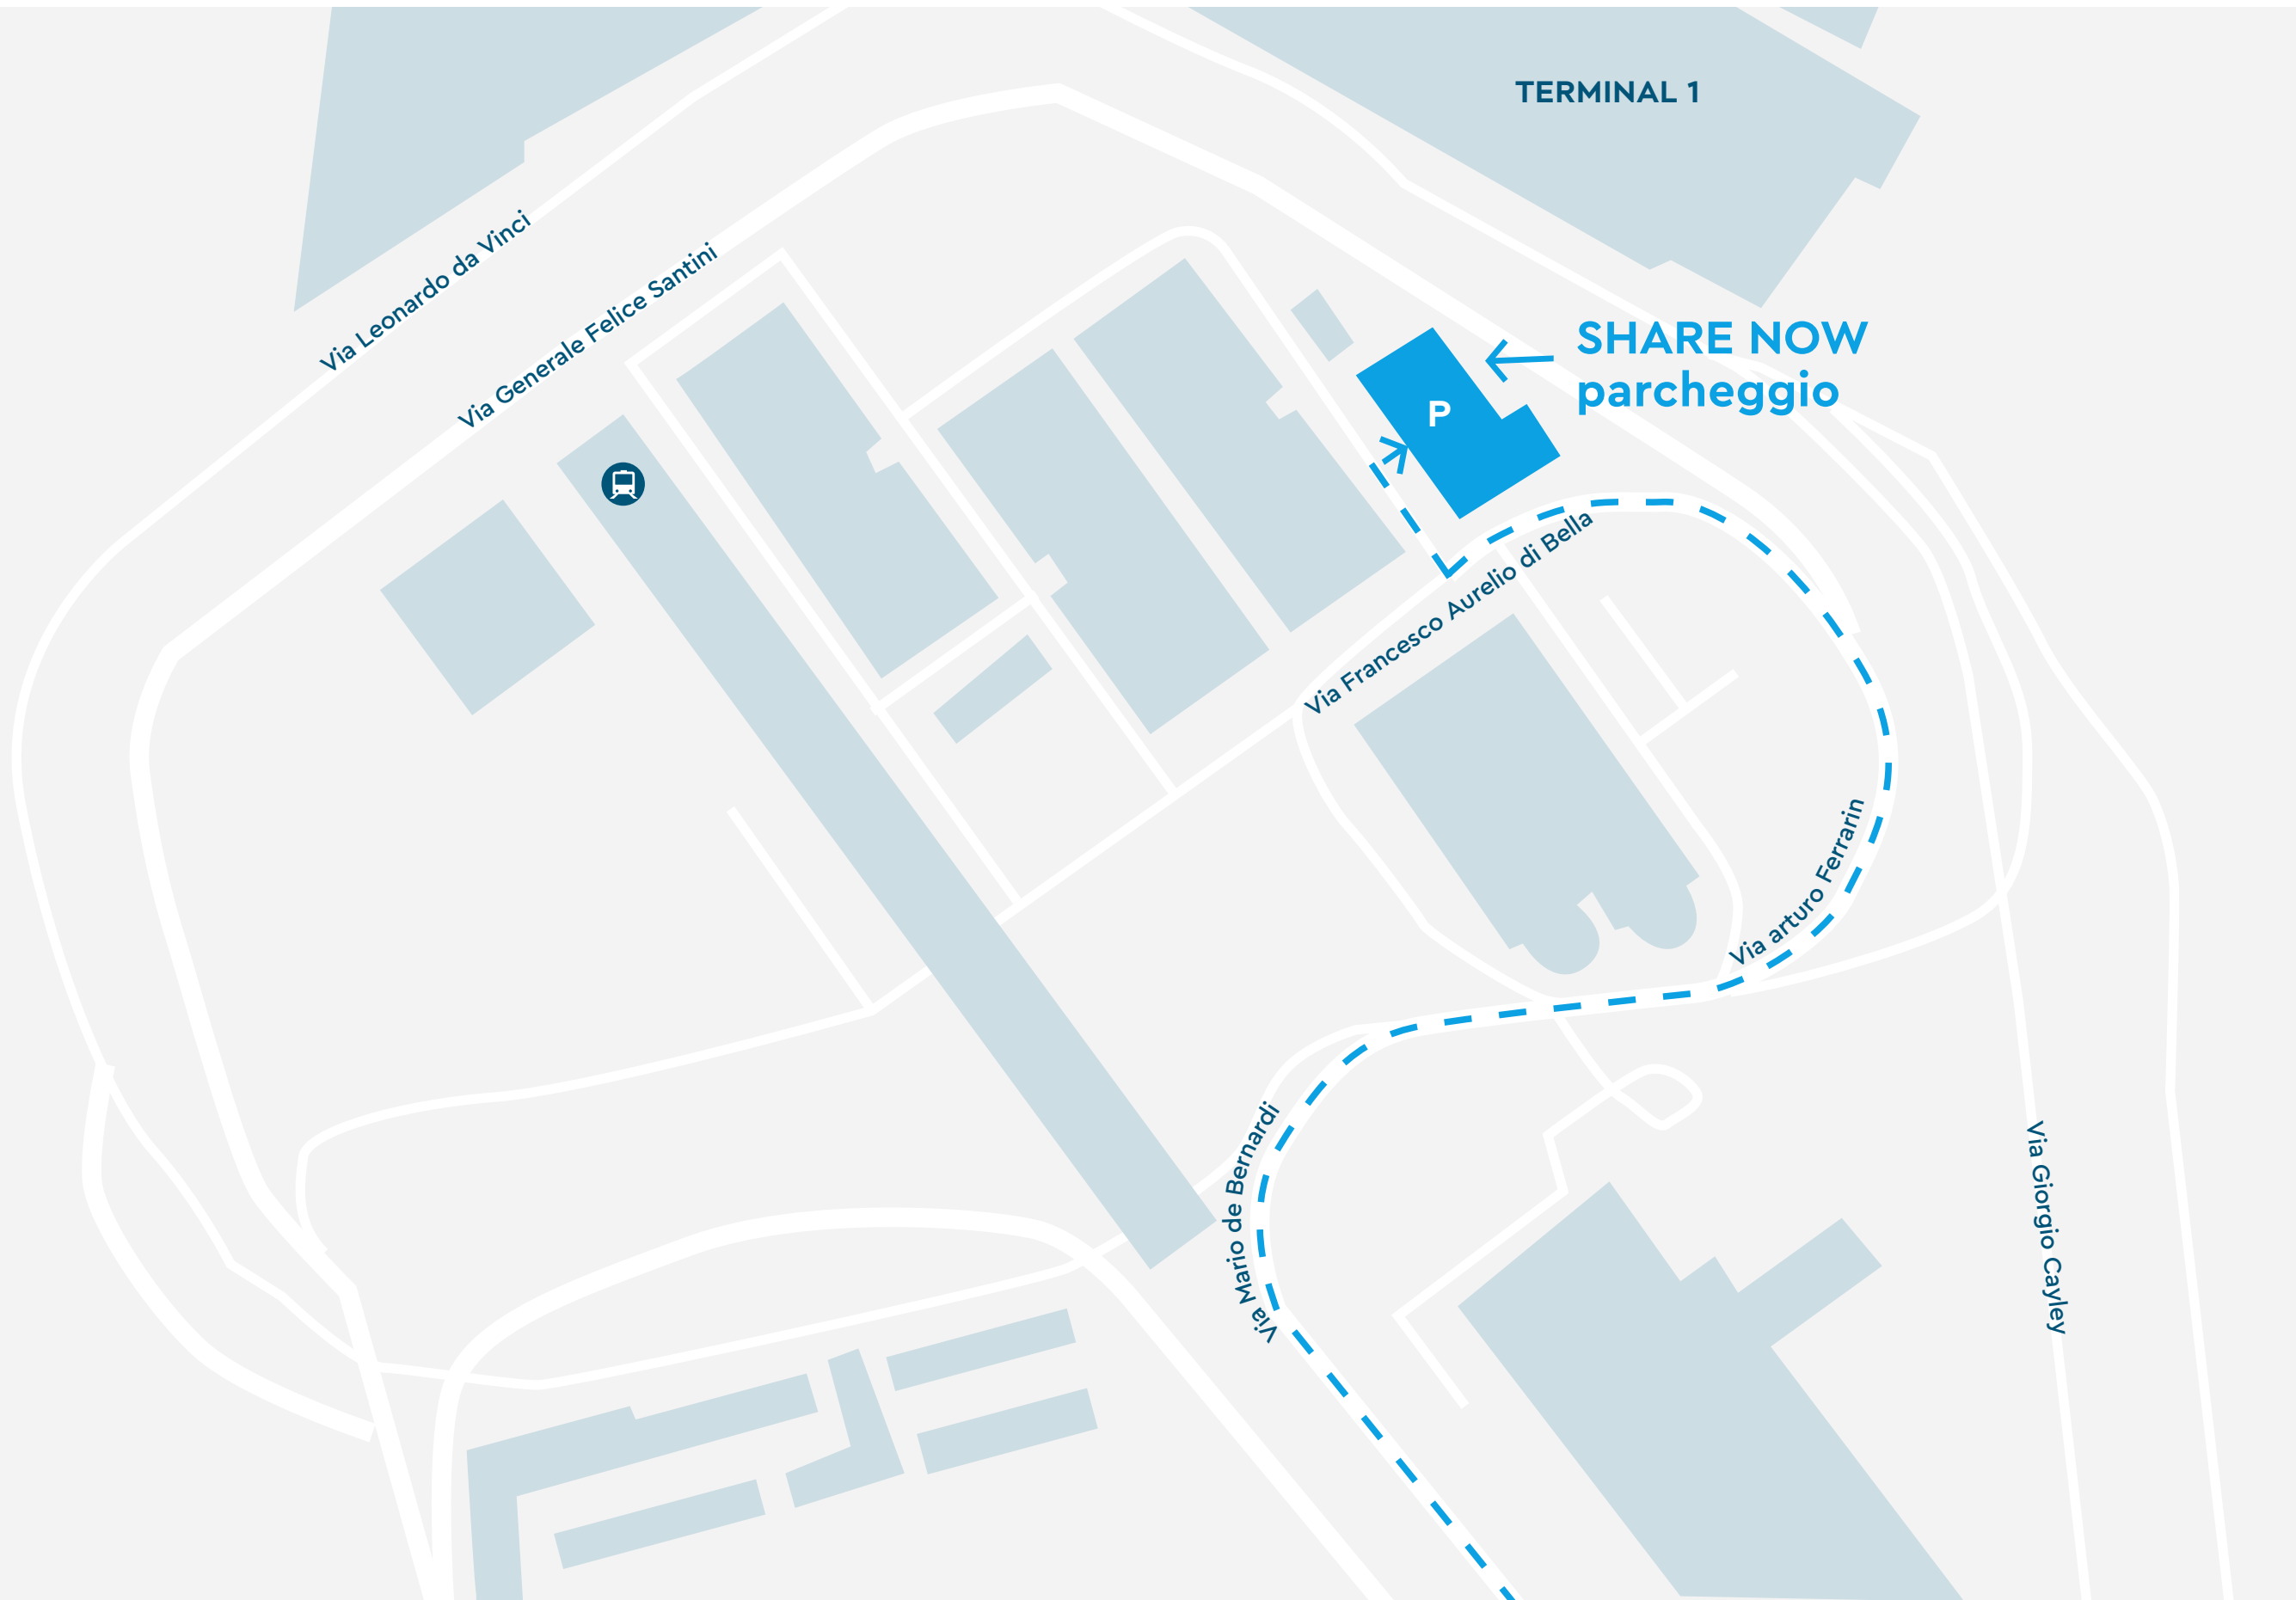 TERMINAL 1
Via Leonardo da Vinci
Via Generale Felice Santini
SHARE NOW
parcheggio
P
Via Francesco Aurelio di Bella
Via arturo Ferrarin
Via Mario de Bernardi
Via Giorgio Cayley